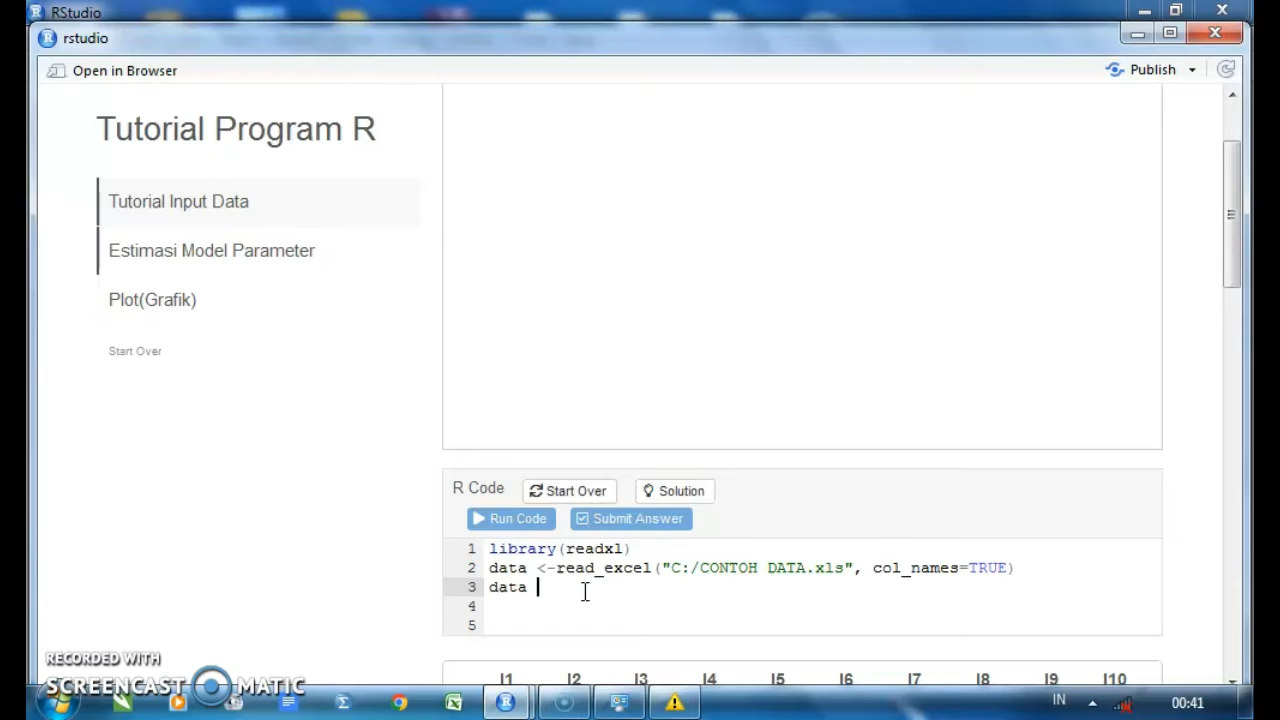 RStudio
rstudio
Open in Browser
Publish
Tutorial Program R
Tutorial Input Data
Estimasi Model Parameter
Plot(Grafik)
Start Over
R Code
Start Over
Solution
Run Code
Submit Answer
1 library(readxl)
2 data <-read_excel("C:/CONTOH DATA.xls", col_names=TRUE)
3 data
4
5
I1 I2 I3 I4 I5 I6 I7 I8 I9 I10
RECORDED WITH
SCREENCAST MATIC
IN
00:41